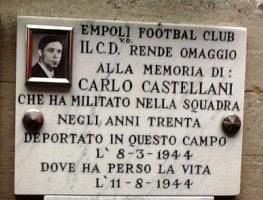 EMPOLI FOOTBAL CLUB
V.O.
IL C.D. RENDE OMAGGIO
ALLA MEMORIA DI:
CARLO CASTELLANI
CHE HA MILITATO NELLA SQUADRA
NEGLI ANNI TRENTA
DEPORTATO IN QUESTO CAMPO
L' 8-3-1944
DOVE HA PERSO LA VITA
L' 11-8-1944